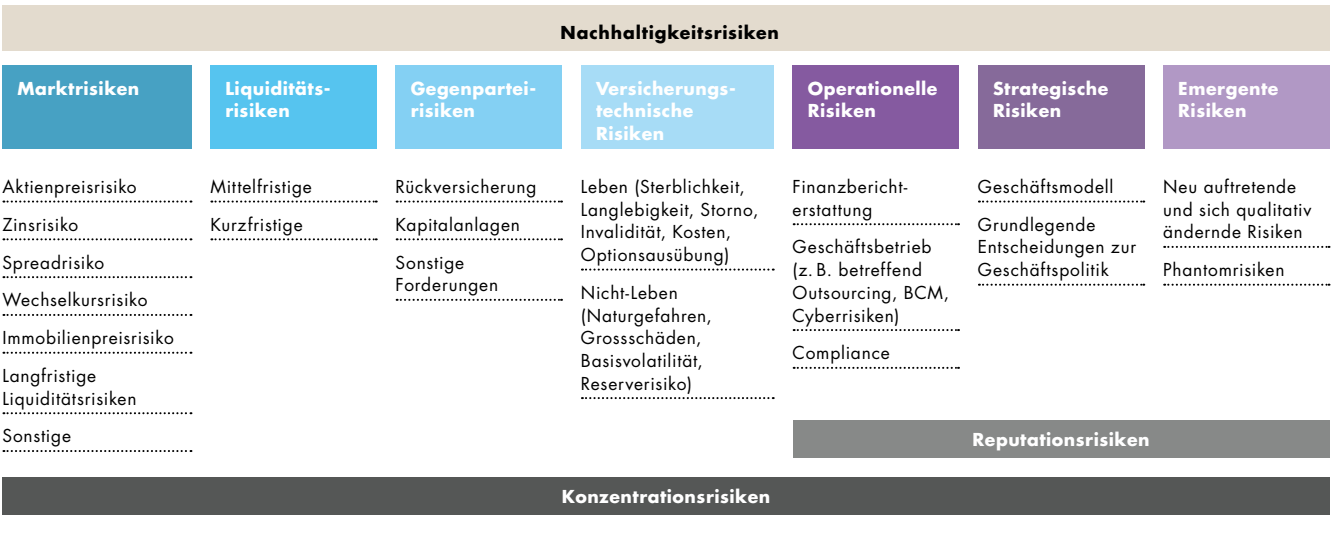 Nachhaltigkeitsrisiken
Marktrisiken
Aktienpreisrisiko
Zinsrisiko
Spreadrisiko
Wechselkursrisiko
Immobilienpreisrisiko
Langfristige
Liquiditätsrisiken
Sonstige
Liquiditäts-
risiken
Mittelfristige
Kurzfristige
Gegenpartei-
risiken
Rückversicherung
Kapitalanlagen
Sonstige
Forderungen
Versicherungs-
technische
Risiken
Leben (Sterblichkeit,
Langlebigkeit, Storno,
Invalidität, Kosten,
Optionsausübung)
Nicht-Leben
(Naturgefahren,
Grossschäden,
Basisvolatilität,
Reserverisiko)
Operationelle
Risiken
Finanzbericht-
erstattung
Geschäftsbetrieb
(z. B. betreffend
Outsourcing, BCM,
Cyberrisiken)
Compliance
Strategische
Risiken
Geschäftsmodell
Grundlegende
Entscheidungen zur
Geschäftspolitik
Emergente
Risiken
Neu auftretende
und sich qualitativ
ändernde Risiken
Phantomrisiken
Reputationsrisiken
Konzentrationsrisiken